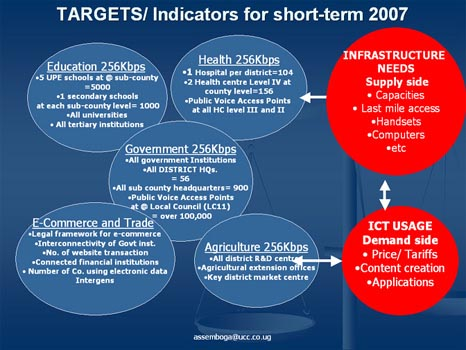 TARGETS/ Indicators for short-term 2007
Education 256Kbps
•5 UPE schools at @ sub-county
=5000
•1 secondary schools
at each sub-county level= 1000
•All universities
•All tertiary institutions
Health 256Kbps
•1 Hospital per district=104
•2 Health centre Level IV at
county level=156
•Public Voice Access Points
at all HC level III and II
INFRASTRUCTURE
NEEDS
Supply side
• Capacities
• Last mile access
•Handsets
•Computers
•etc
Government 256Kbps
•All government Institutions
•All DISTRICT HQs.
= 56
•All sub county headquarters= 900
•Public Voice Access Points
at @ Local Council (LC11)
= over 100,000
E-Commerce and Trade
•Legal framework for e-commerce
•Interconectivity of Govt inst.
•No. of website transaction
•Connected financial institutions
• Number of Co. using electronic data
Intergens
Agriculture 256Kbps
•All district R&D centre
•Agricultural extension offices
•Key district market centre
ICT USAGE
Demand side
• Price/ Tariffs
•Content creation
•Applications
assemboga@ucc.co.ug